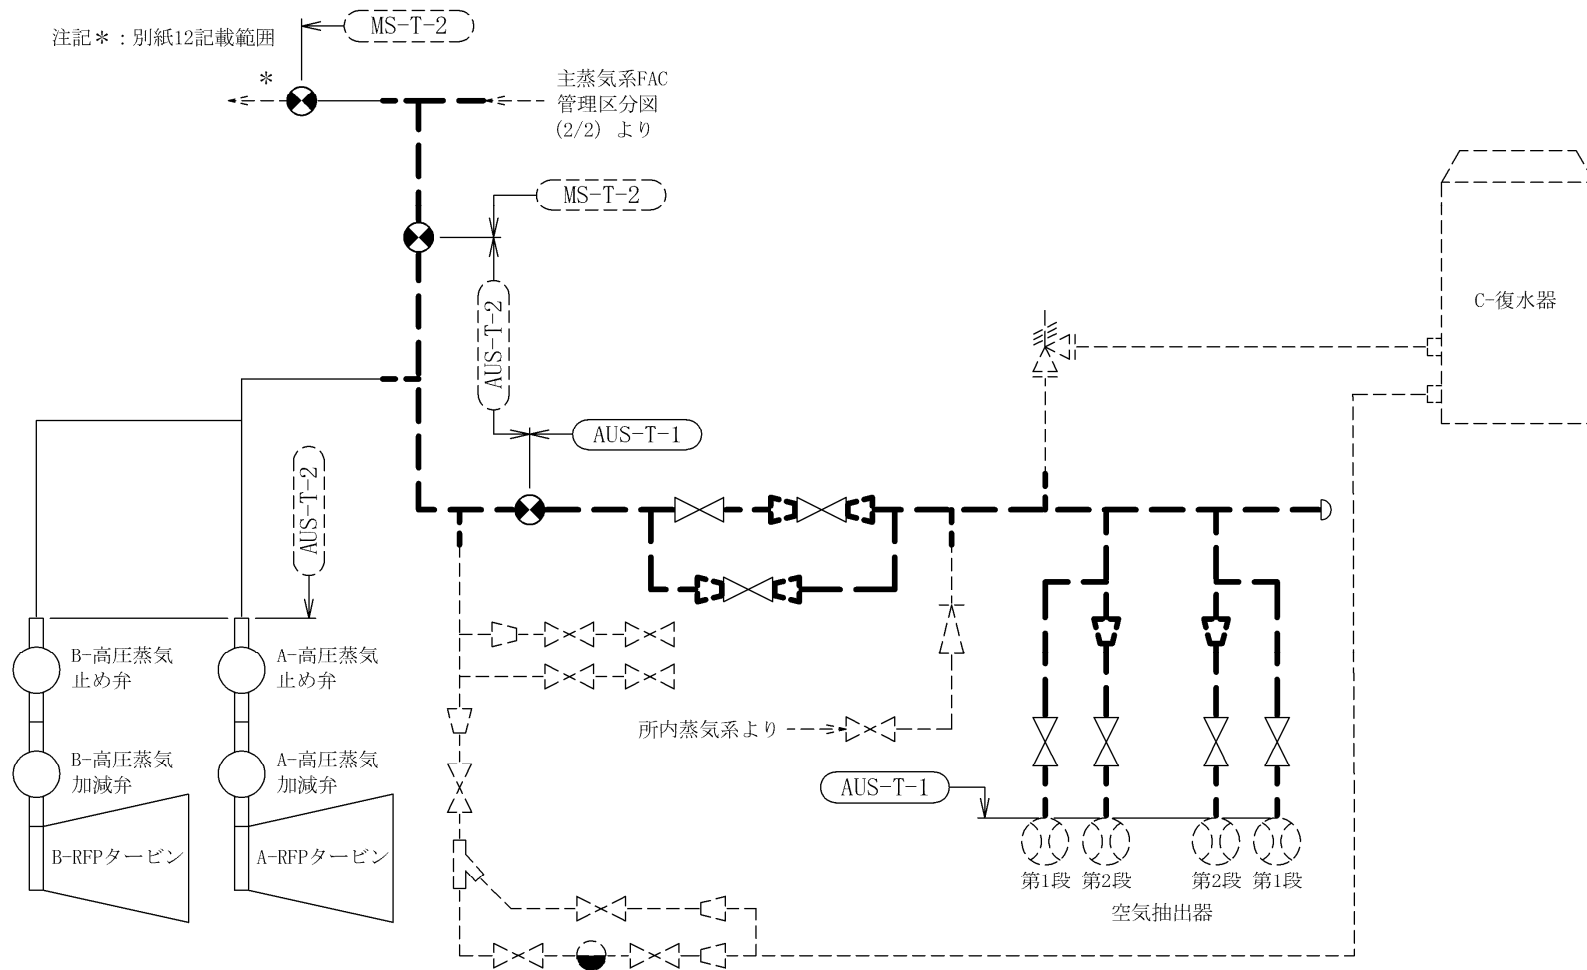 MS-T-2
注記＊：別紙12記載範囲
＊
主蒸気系FAC
管理区分図
(2/2) より
MS-T-2
AUS-T-2
C-復水器
AUS-T-1
AUS-T-2
B-高圧蒸気
止め弁
A-高圧蒸気
止め弁
所内蒸気系より
B-高圧蒸気
加減弁
A-高圧蒸気
加減弁
AUS-T-1
B-RFPタービン
A-RFPタービン
第1段 第2段 第2段 第1段
空気抽出器